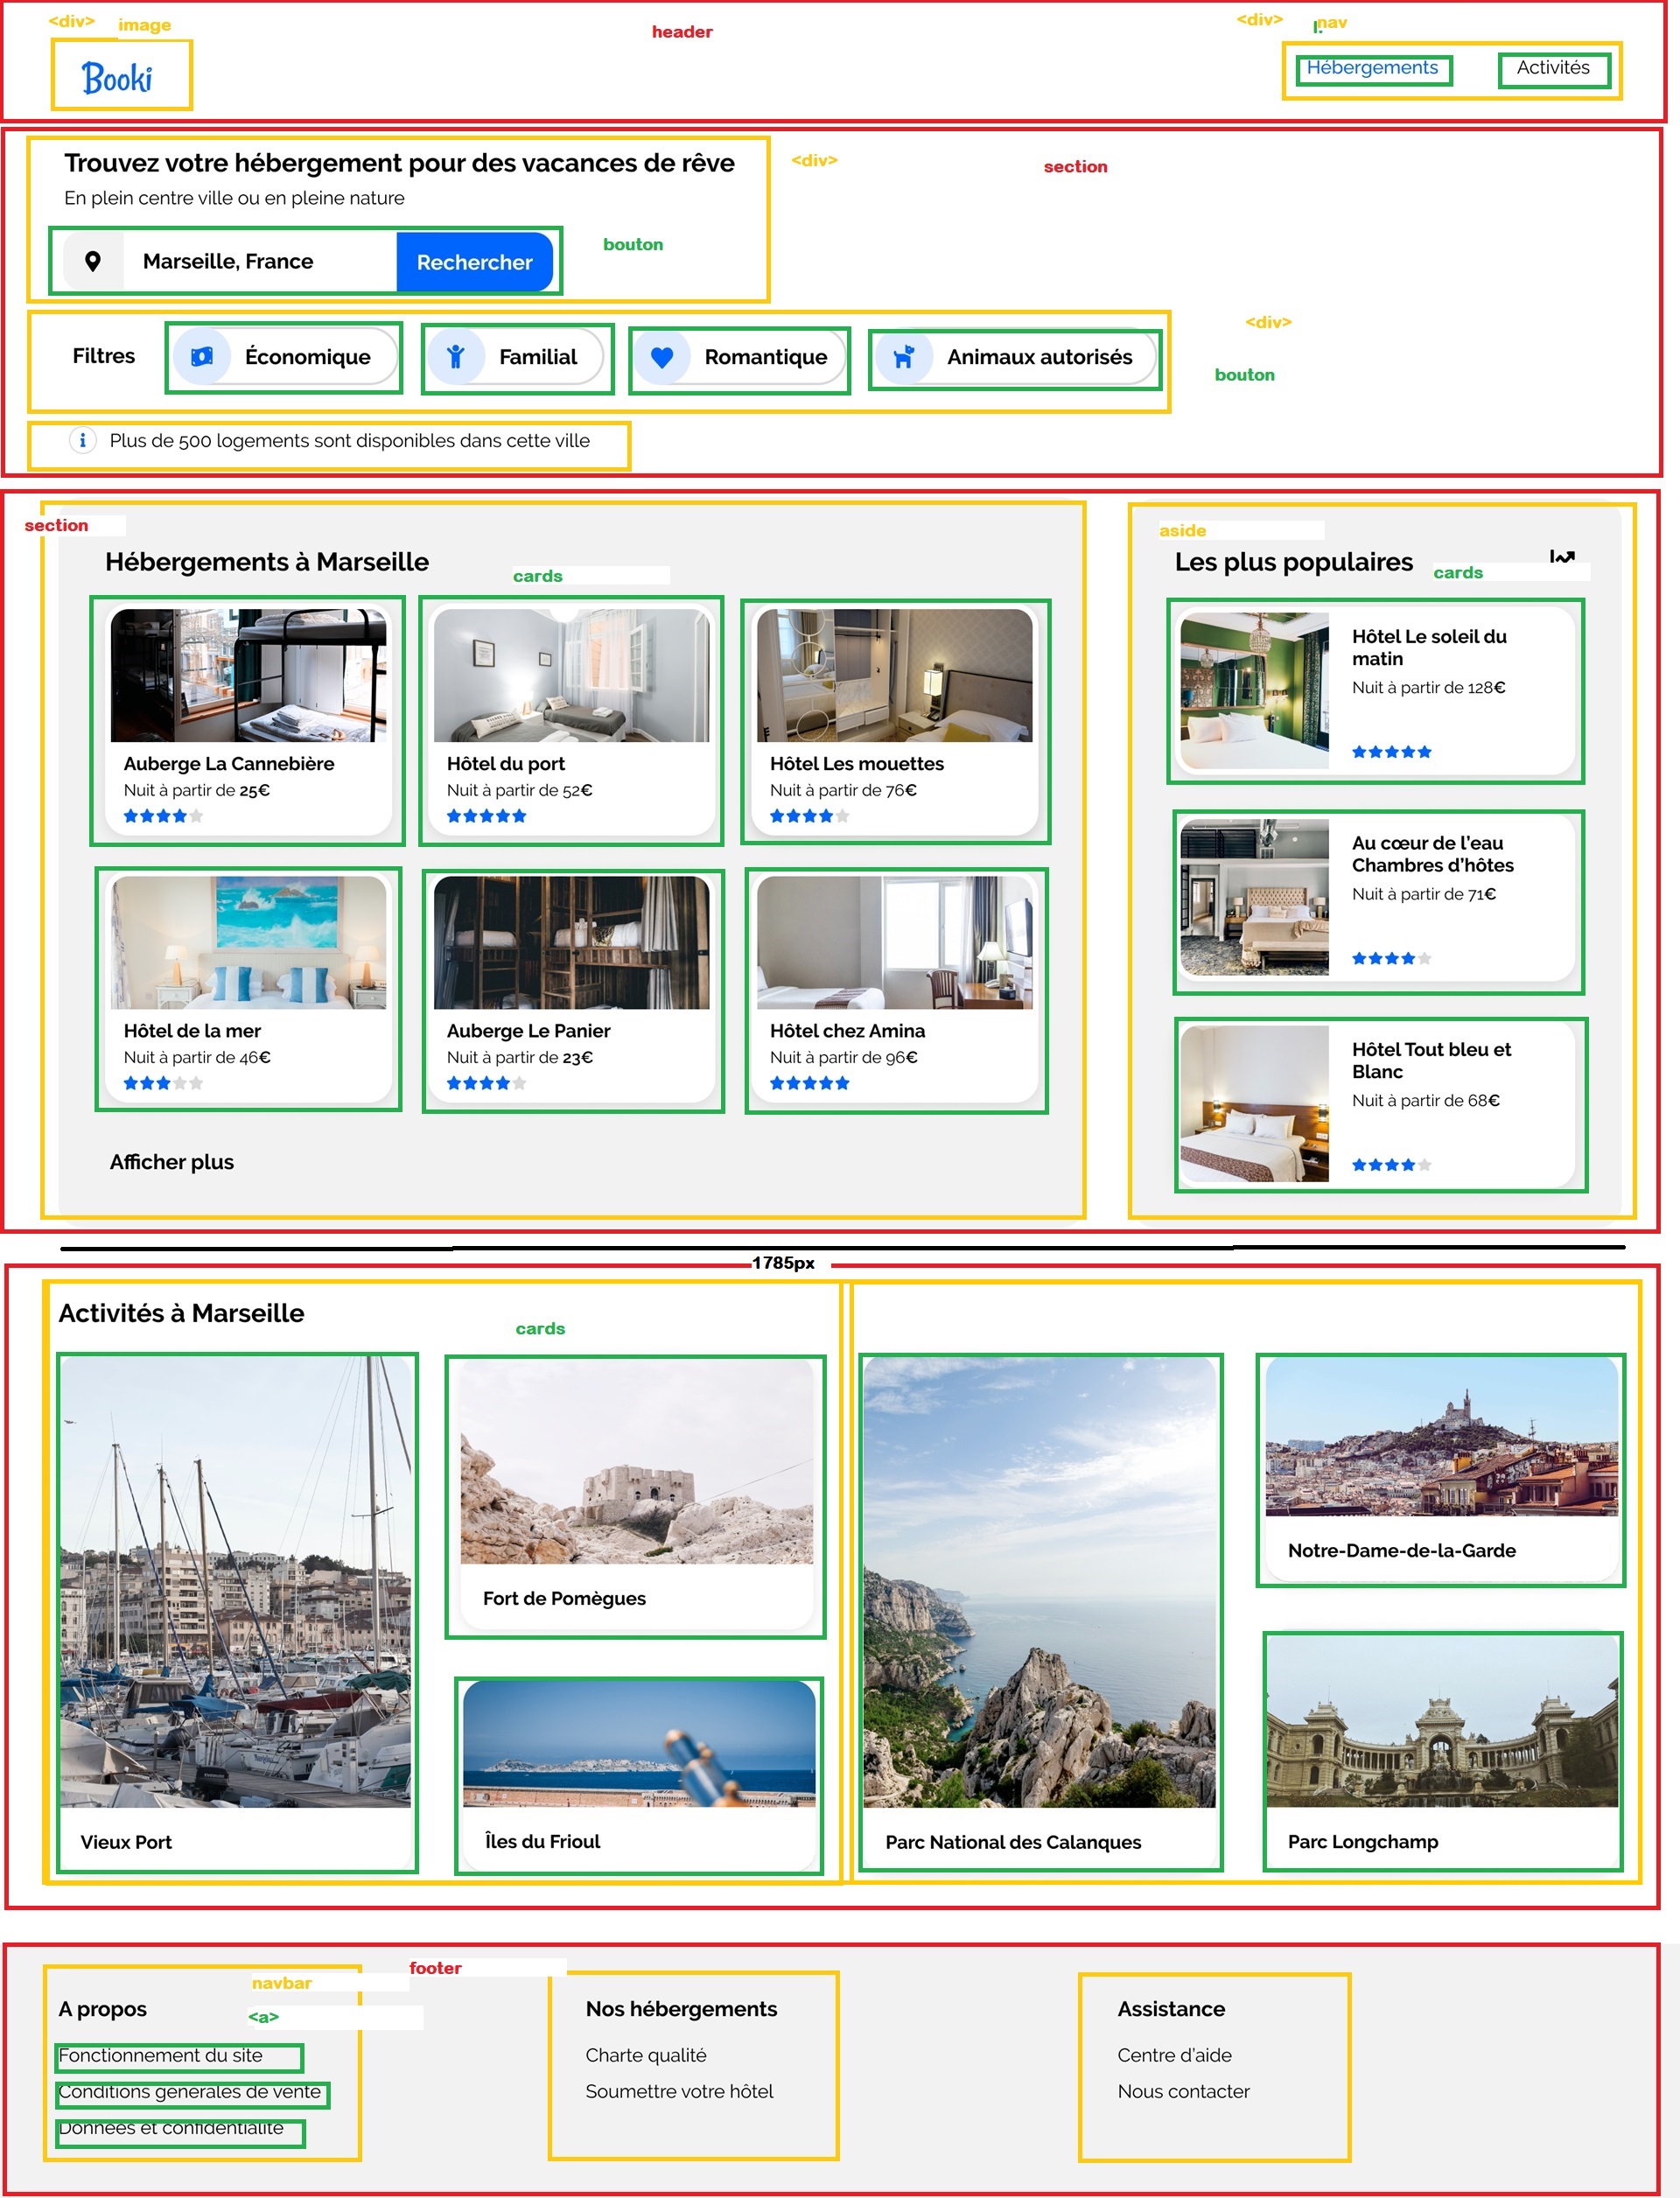 <div>
image
header
<div>
nav
Booki
Hébergements
Activités
Trouvez votre hébergement pour des vacances de rêve
<div>
section
En plein centre ville ou en pleine nature
bouton
Marseille, France
Rechercher
<div>
Filtres
Économique
Familial
Romantique
Animaux autorisés
bouton
Plus de 500 logements sont disponibles dans cette ville
section
Hébergements à Marseille
cards
Auberge La Cannebière
Nuit à partir de 25€
Hôtel du port
Nuit à partir de 52€
Hôtel Les mouettes
Nuit à partir de 76€
Hôtel de la mer
Nuit à partir de 46€
Auberge Le Panier
Nuit à partir de 23€
Hôtel chez Amina
Nuit à partir de 96€
Afficher plus
aside
Les plus populaires
cards
Hôtel Le soleil du
matin
Nuit à partir de 128€
Au cœur de l'eau
Chambres d'hôtes
Nuit à partir de 71€
Hôtel Tout bleu et
Blanc
Nuit à partir de 68€
1785px
Activités à Marseille
cards
Vieux Port
Fort de Pomègues
Îles du Frioul
Parc National des Calanques
Notre-Dame-de-la-Garde
Parc Longchamp
footer
navbar
A propos
<a>
Fonctionnement du site
Conditions générales de vente
Données et confidentialité
Nos hébergements
Charte qualité
Soumettre votre hôtel
Assistance
Centre d'aide
Nous contacter